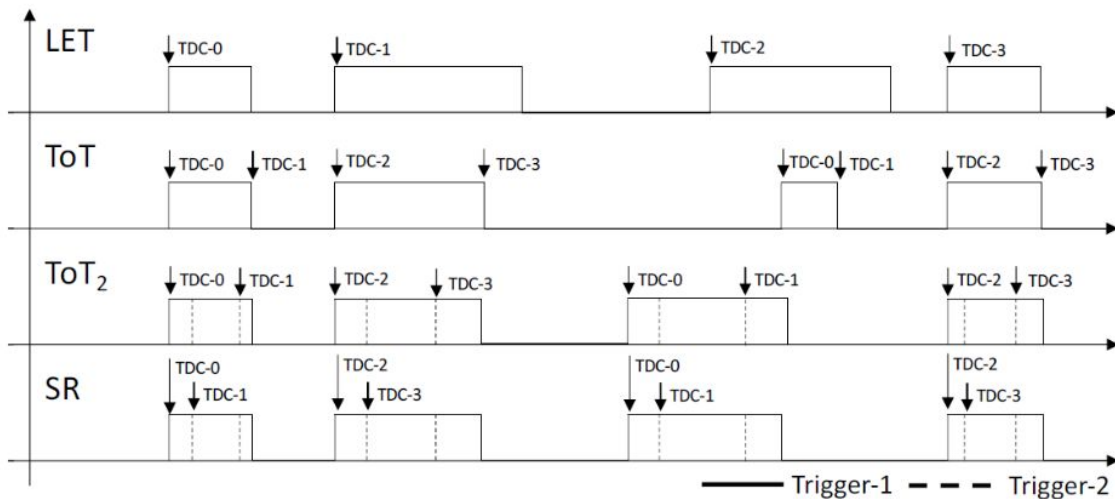 LET
TDC-0 TDC-1 TDC-2 TDC-3
ToT
TDC-0 TDC-1 TDC-2 TDC-3 TDC-0 TDC-1 TDC-2 TDC-3
ToT₂
TDC-0 TDC-1 TDC-2 TDC-3 TDC-0 TDC-1 TDC-2 TDC-3
SR
TDC-0 TDC-2 TDC-0 TDC-2
TDC-1 TDC-3 TDC-1 TDC-3
Trigger-1 Trigger-2